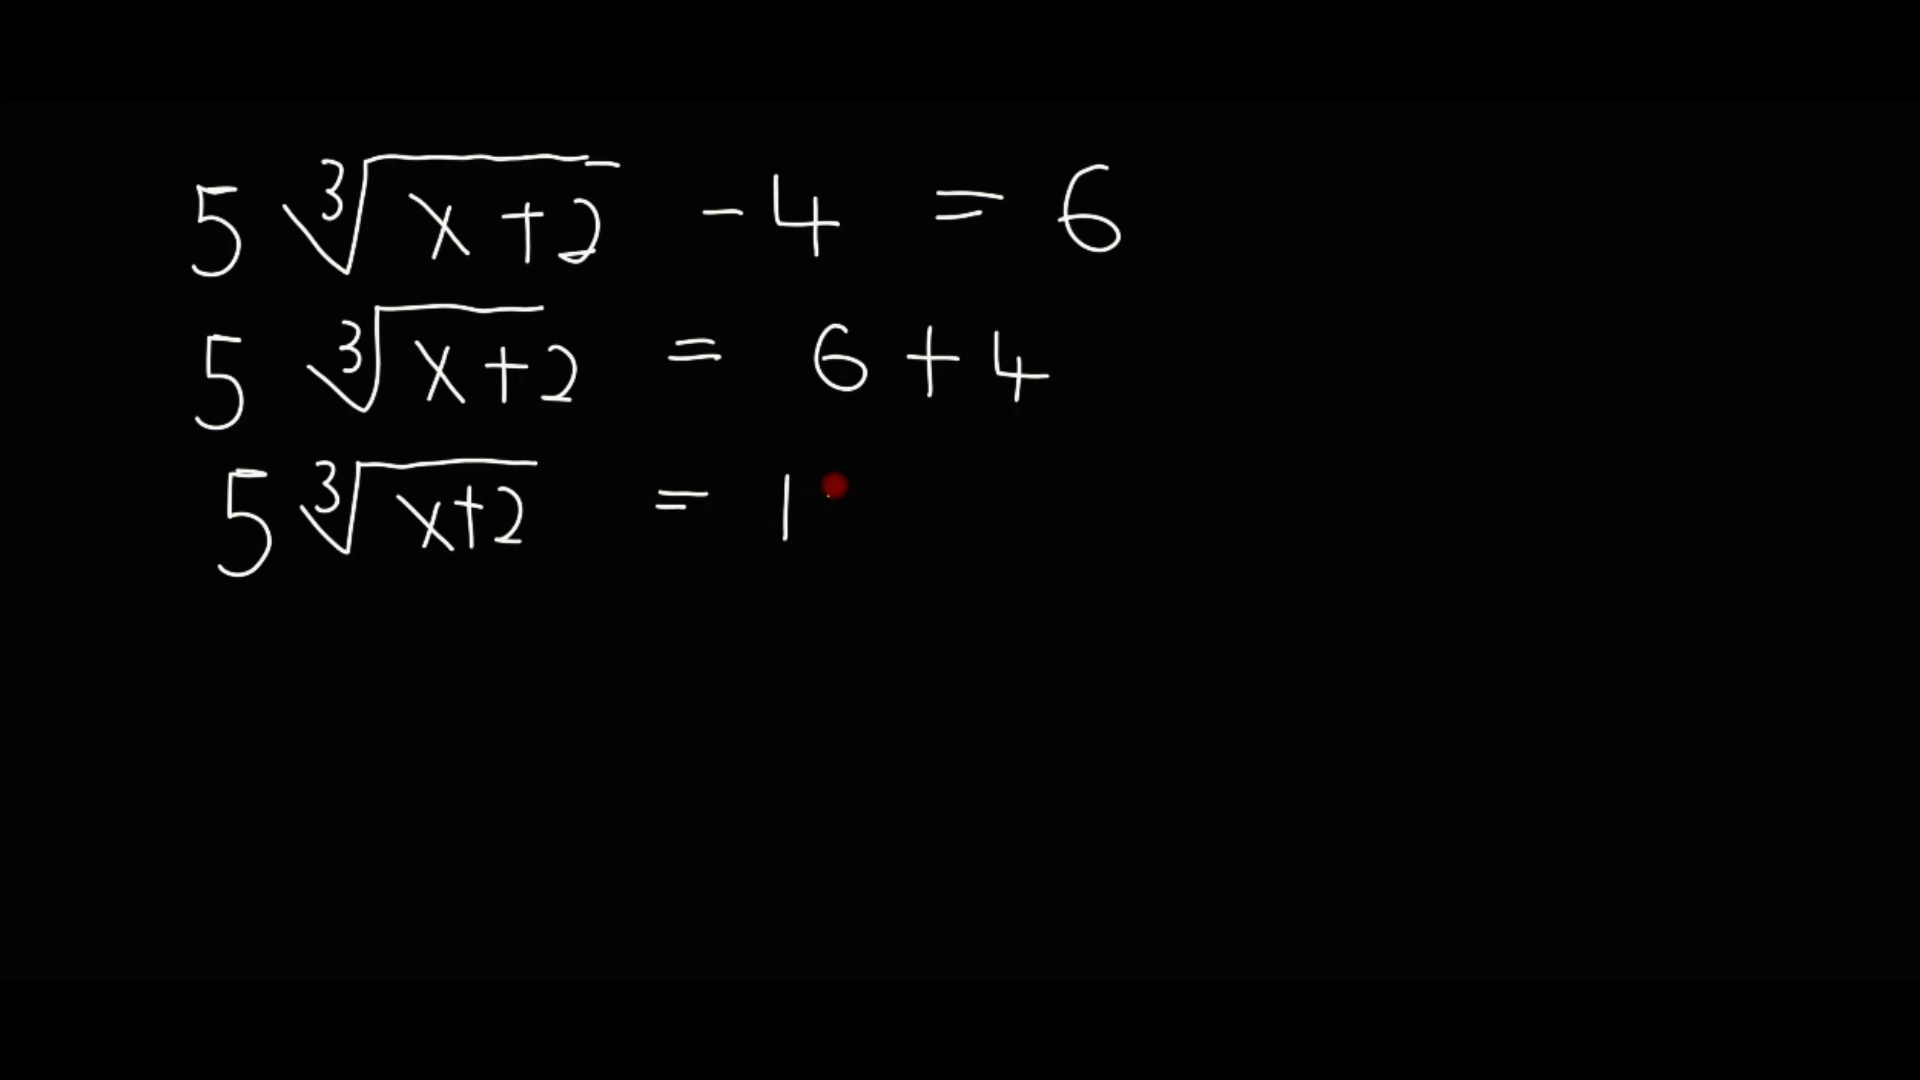 5 ∛(x+2) - 4 = 6
5 ∛(x+2) = 6 + 4
5 ∛(x+2) = 1